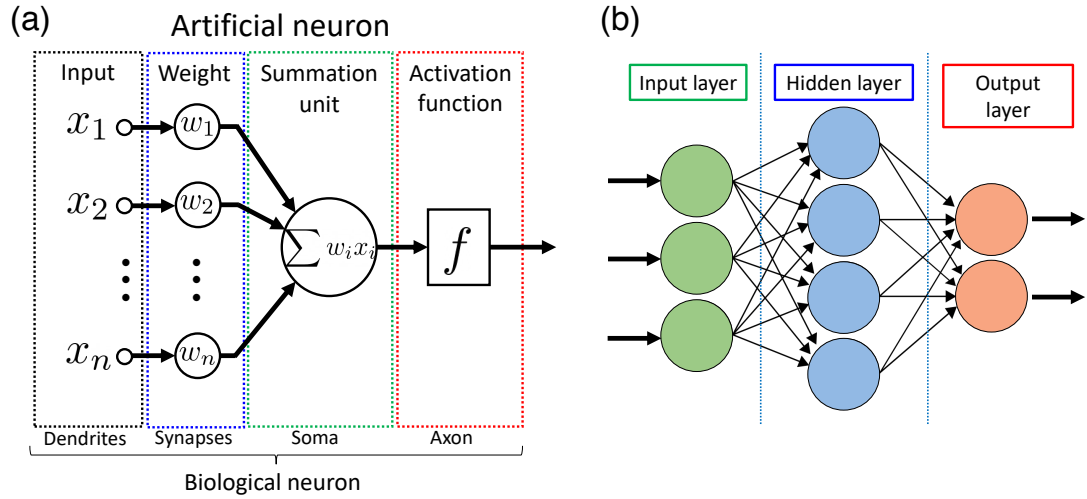 (a)
Artificial neuron
Input
Weight
Summation
unit
Activation
function
x₁
w₁
x₂
w₂
∑ wᵢxᵢ
f
xₙ
wₙ
Dendrites
Synapses
Soma
Axon
Biological neuron
(b)
Input layer
Hidden layer
Output
layer